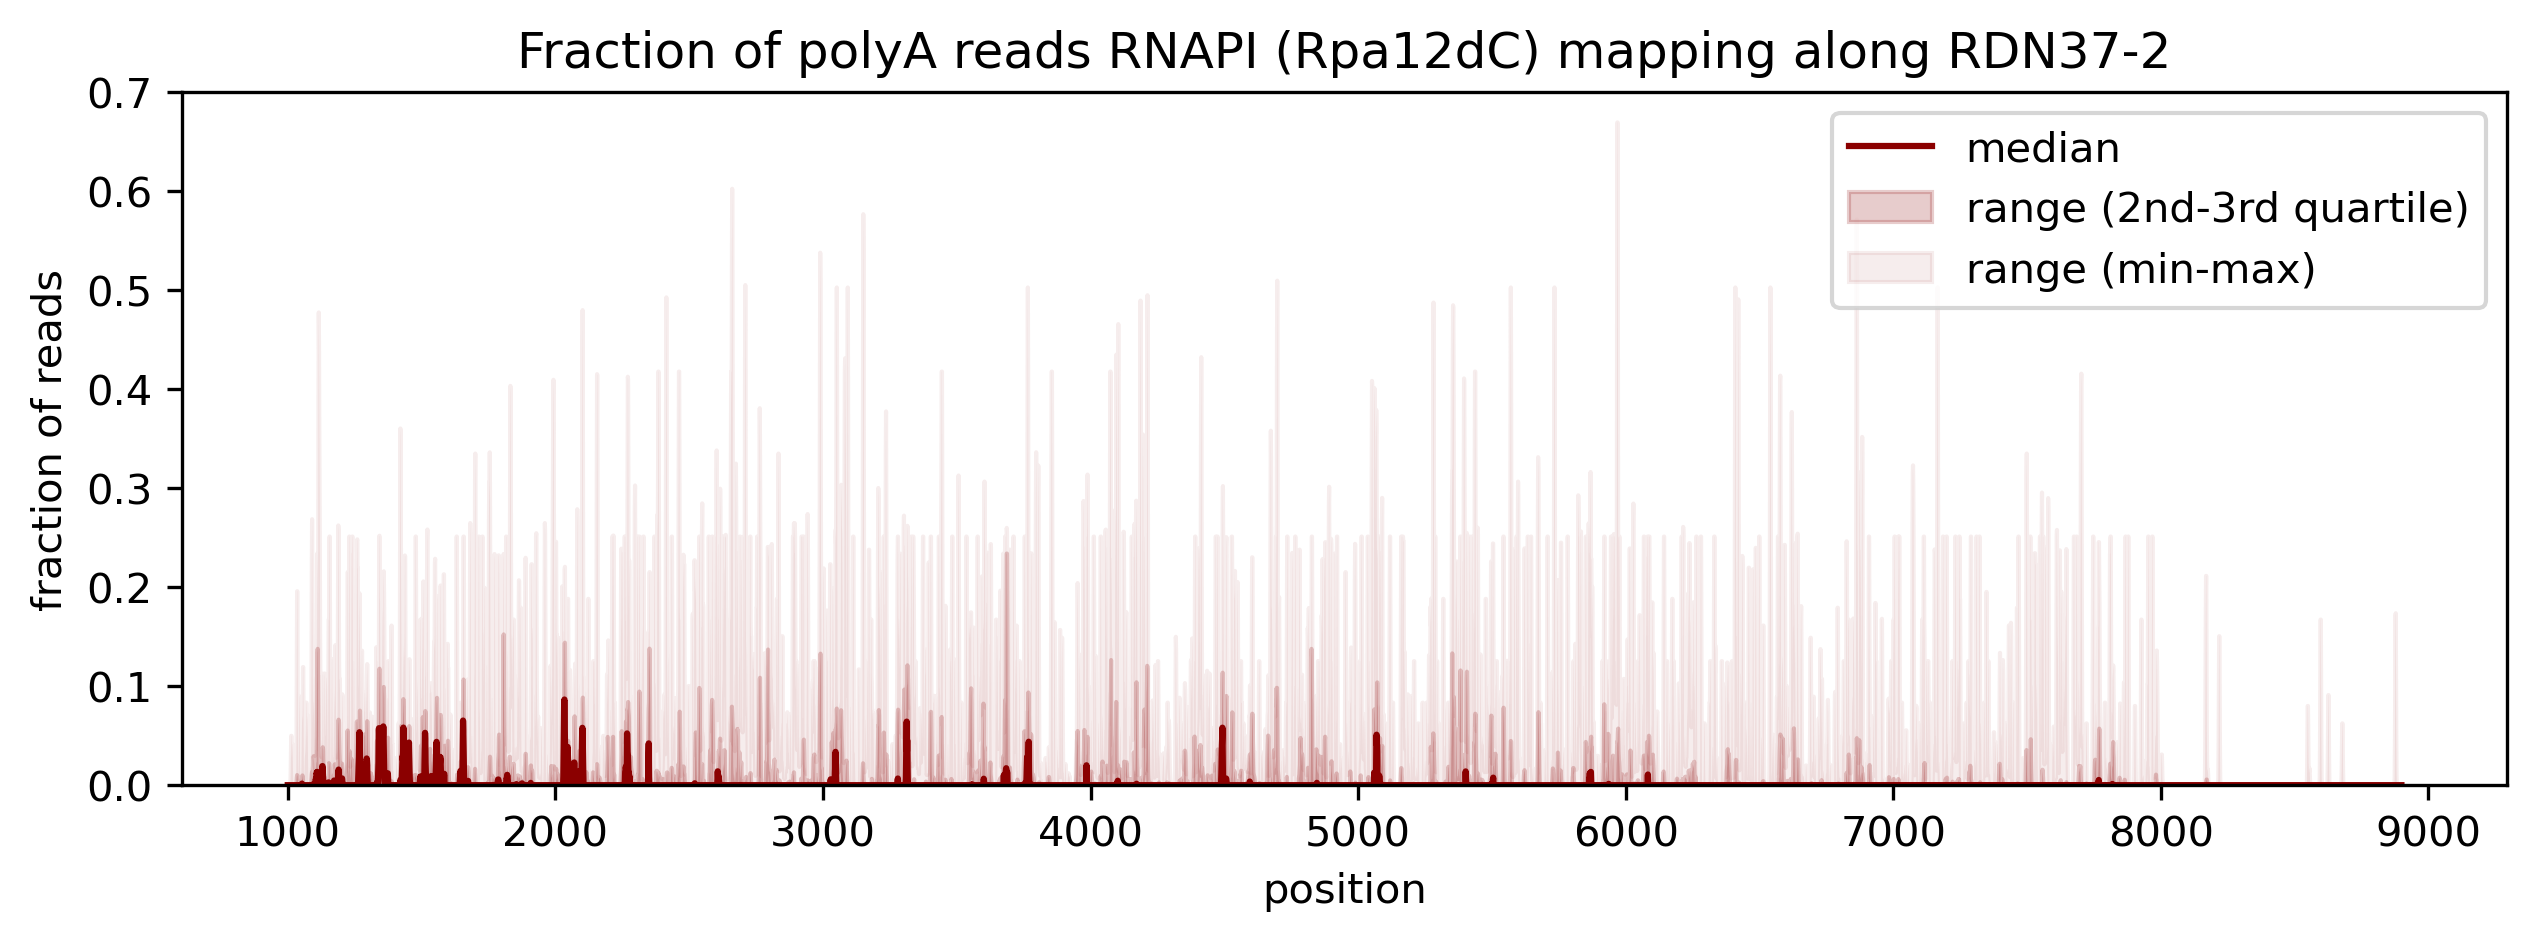 Fraction of polyA reads RNAPI (Rpa12dC) mapping along RDN37-2
0.7
0.6
0.5
0.4
0.3
0.2
0.1
0.0
fraction of reads
median
range (2nd-3rd quartile)
range (min-max)
1000 2000 3000 4000 5000 6000 7000 8000 9000
position